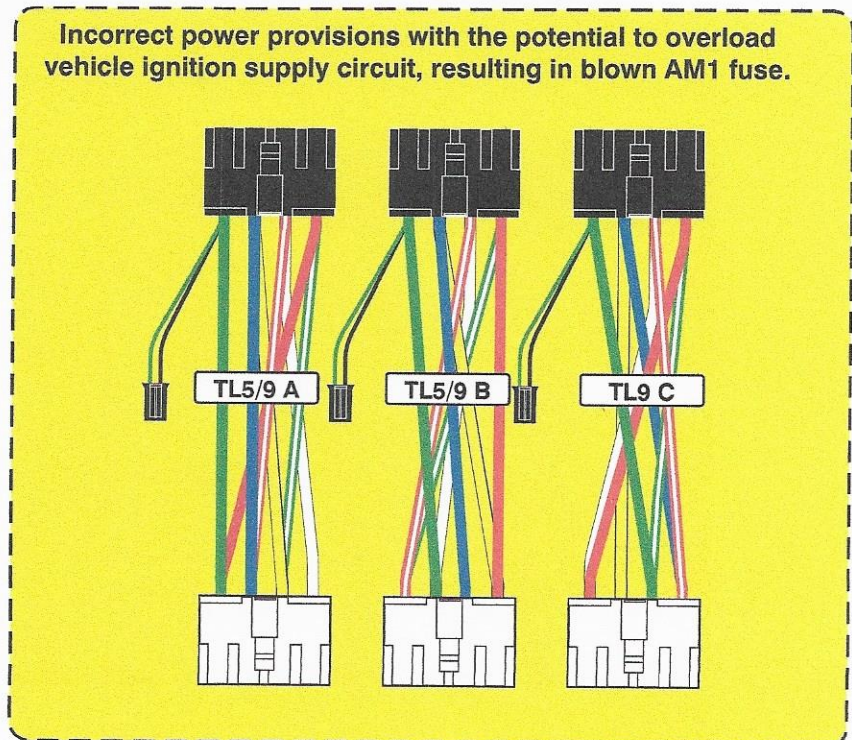 Incorrect power provisions with the potential to overload
vehicle ignition supply circuit, resulting in blown AM1 fuse.
TL5/9 A
TL5/9 B
TL9 C